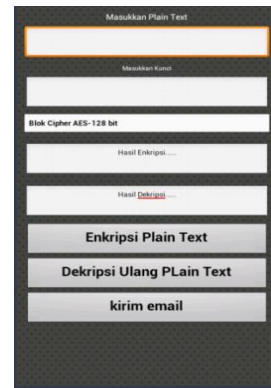 Masukkan Plain Text
Masukkan Kunci
Blok Cipher AES-128 bit
Hasil Enkripsi.....
Hasil Dekripsi.....
Enkripsi Plain Text
Dekripsi Ulang PLain Text
kirim email